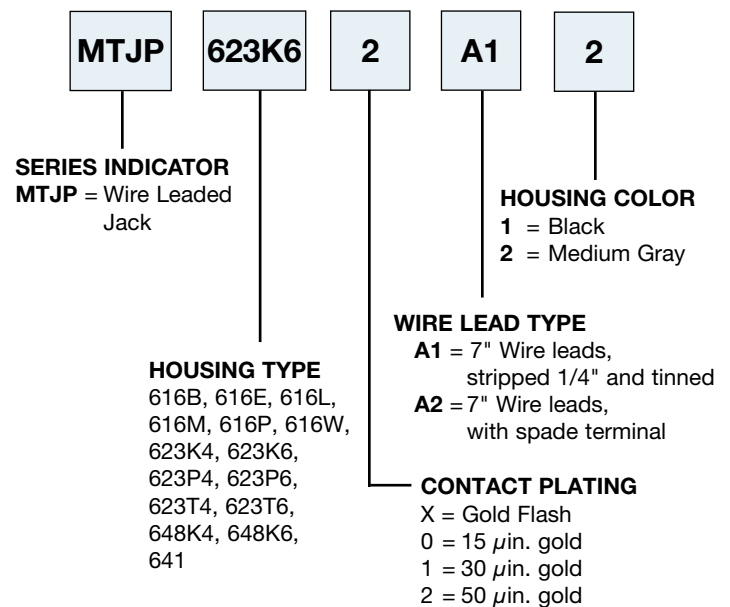 MTJP 623K6 2 A1 2
SERIES INDICATOR
MTJP = Wire Leaded
Jack
HOUSING COLOR
1 = Black
2 = Medium Gray
WIRE LEAD TYPE
A1 = 7" Wire leads,
stripped 1/4" and tinned
A2 = 7" Wire leads,
with spade terminal
HOUSING TYPE
616B, 616E, 616L,
616M, 616P, 616W,
623K4, 623K6,
623P4, 623P6,
623T4, 623T6,
648K4, 648K6,
641
CONTACT PLATING
X = Gold Flash
0 = 15 µin. gold
1 = 30 µin. gold
2 = 50 µin. gold